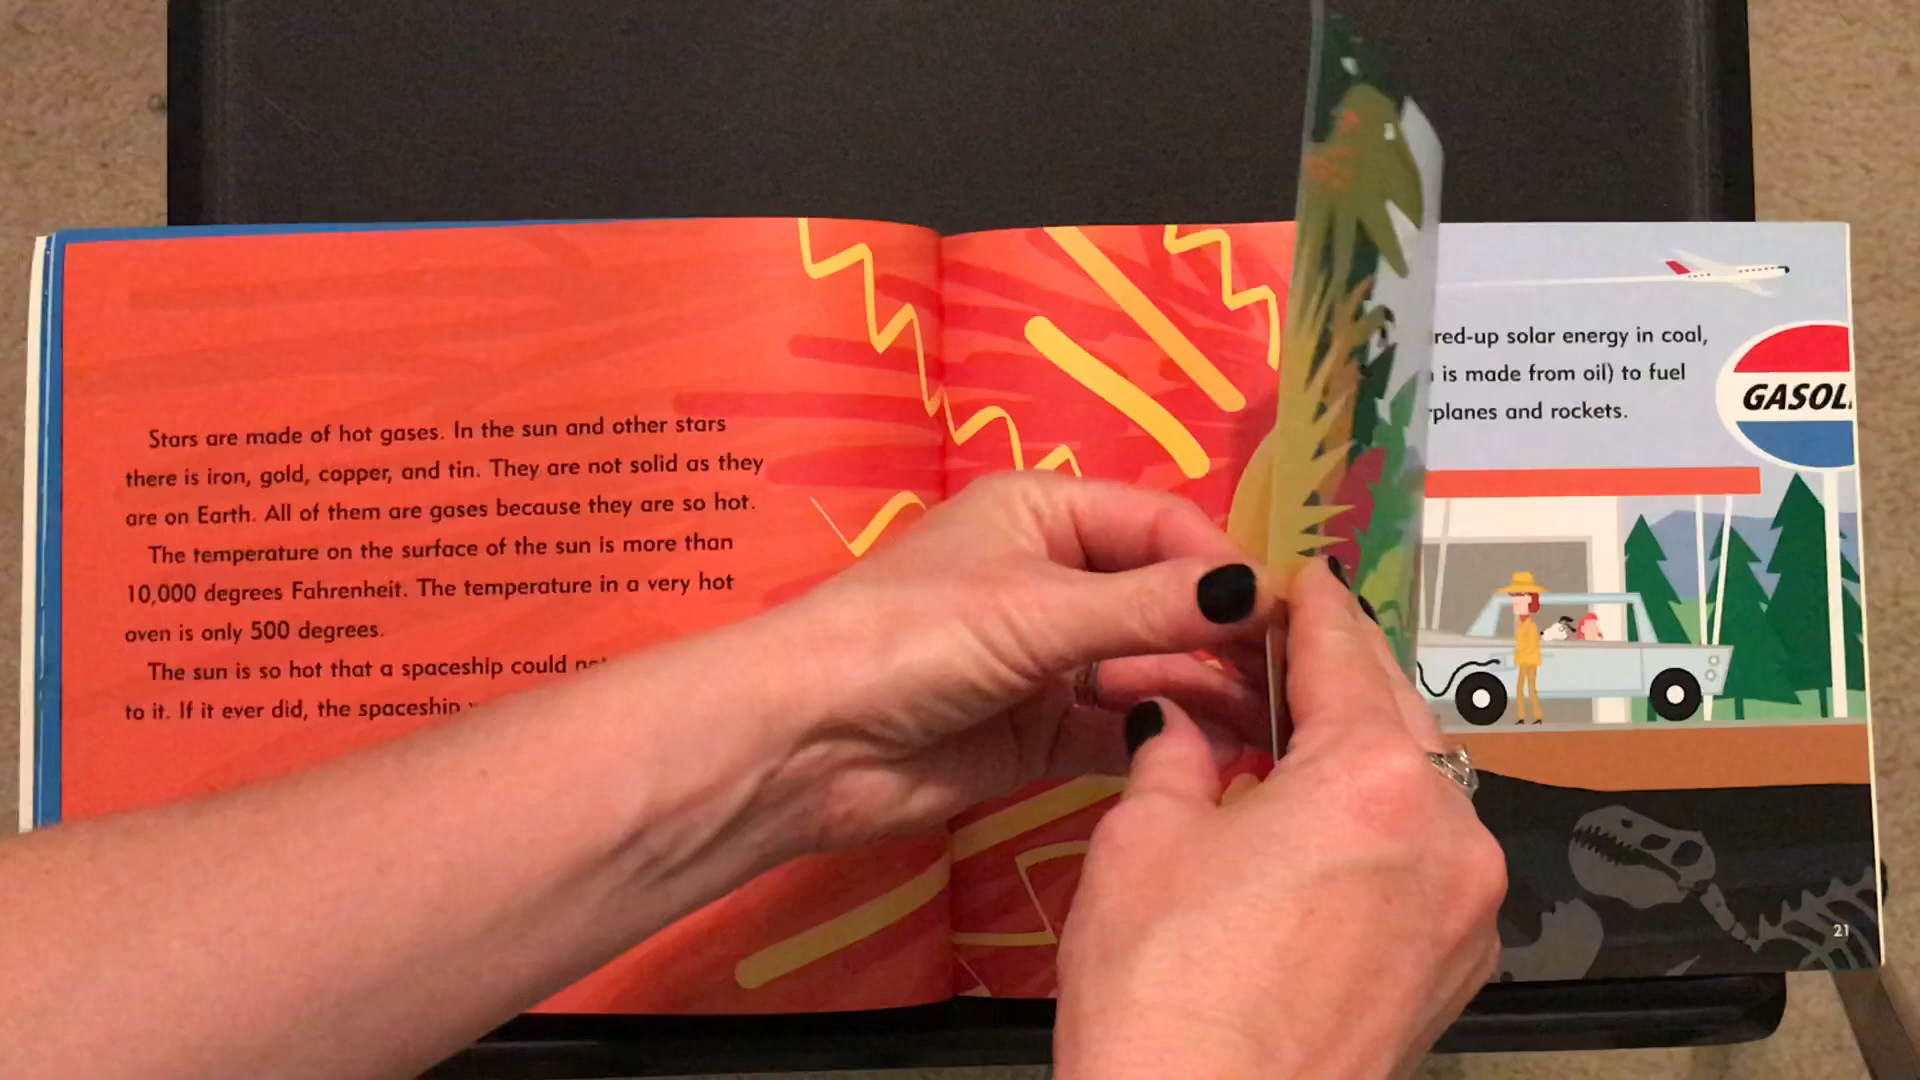 Stars are made of hot gases. In the sun and other stars
there is iron, gold, copper, and tin. They are not solid as they
are on Earth. All of them are gases because they are so hot.
The temperature on the surface of the sun is more than
10,000 degrees Fahrenheit. The temperature in a very hot
oven is only 500 degrees.
The sun is so hot that a spaceship could
to it. If it ever did, the spaceship
red-up solar energy in coal,
is made from oil) to fuel
rplanes and rockets.
GASOL
21